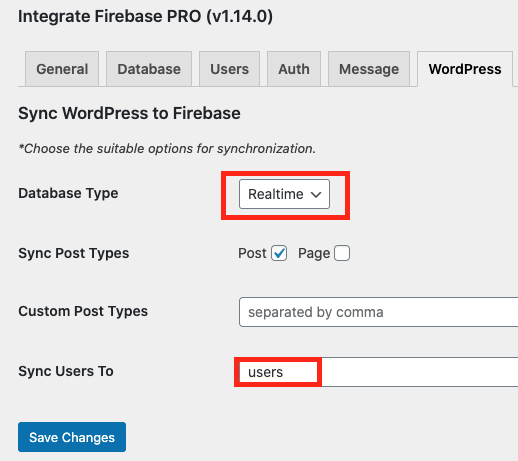 Integrate Firebase PRO (v1.14.0)
General Database Users Auth Message WordPress
Sync WordPress to Firebase
*Choose the suitable options for synchronization.
Database Type Realtime
Sync Post Types Post Page
Custom Post Types separated by comma
Sync Users To users
Save Changes